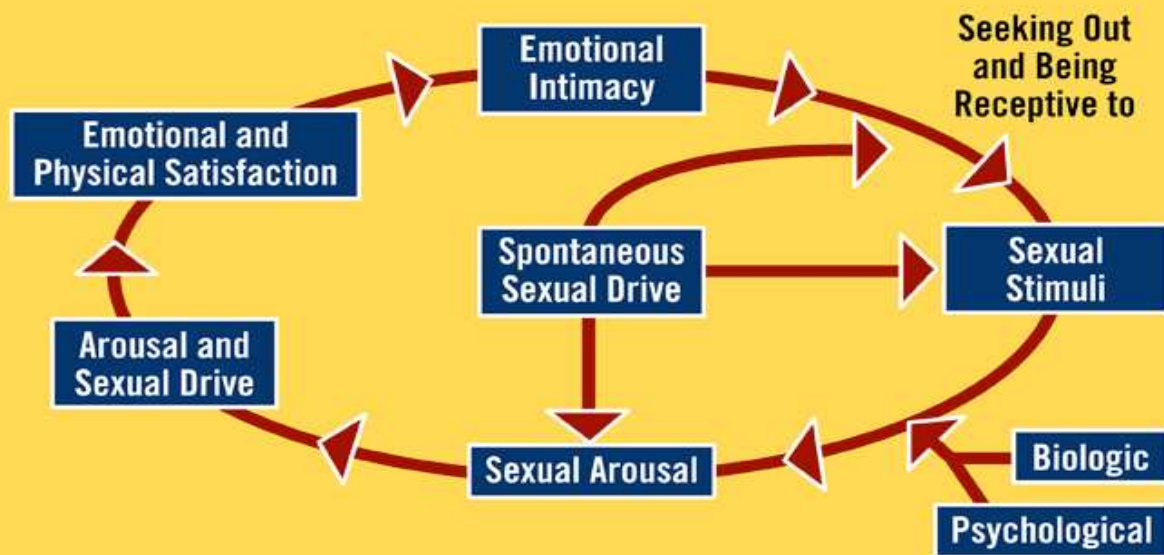 Emotional
Intimacy
Seeking Out
and Being
Receptive to
Emotional and
Physical Satisfaction
Spontaneous
Sexual Drive
Sexual
Stimuli
Arousal and
Sexual Drive
Sexual Arousal
Biologic
Psychological